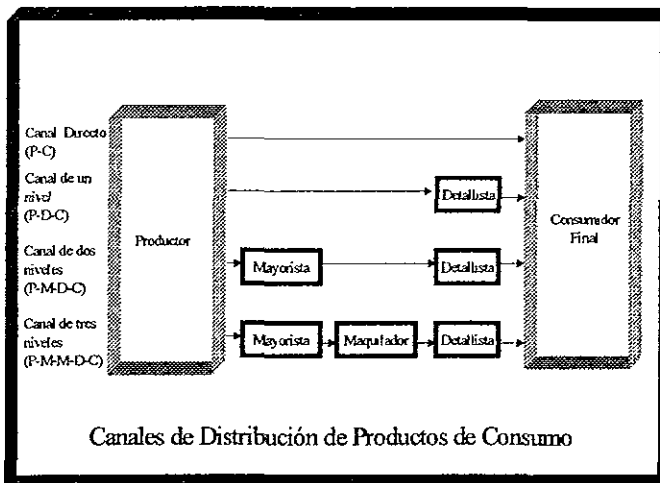 Canal Directo
(P-C)
Canal de un
nivel
(P-D-C)
Canal de dos
niveles
(P-M-D-C)
Canal de tres
niveles
(P-M-M-D-C)
Productor
Detallista
Mayorista
Detallista
Mayorista
Maquilador
Detallista
Consumidor
Final
Canales de Distribución de Productos de Consumo